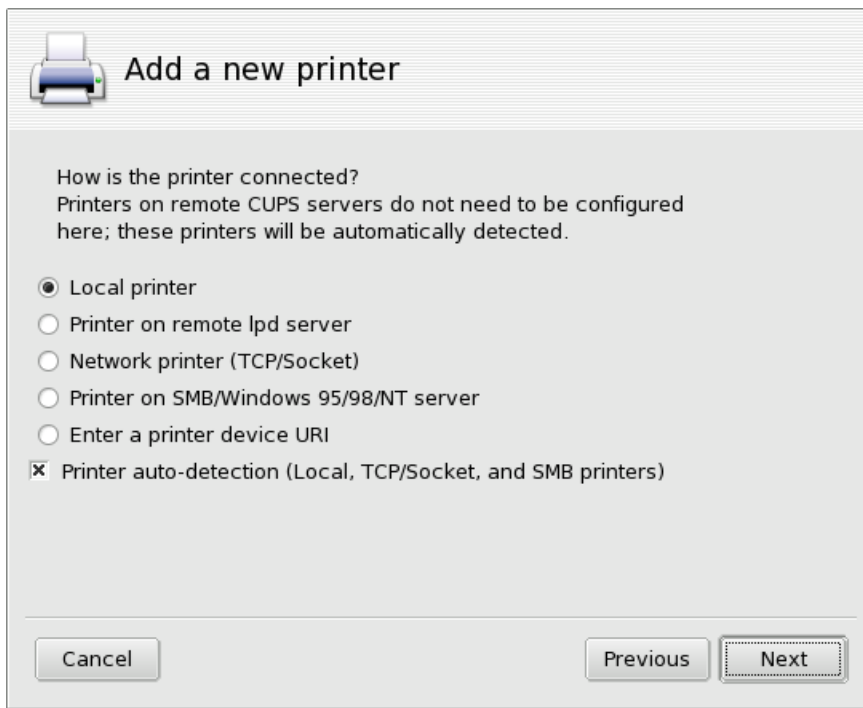 Add a new printer
How is the printer connected?
Printers on remote CUPS servers do not need to be configured
here; these printers will be automatically detected.
Local printer
Printer on remote lpd server
Network printer (TCP/Socket)
Printer on SMB/Windows 95/98/NT server
Enter a printer device URI
Printer auto-detection (Local, TCP/Socket, and SMB printers)
Cancel
Previous
Next